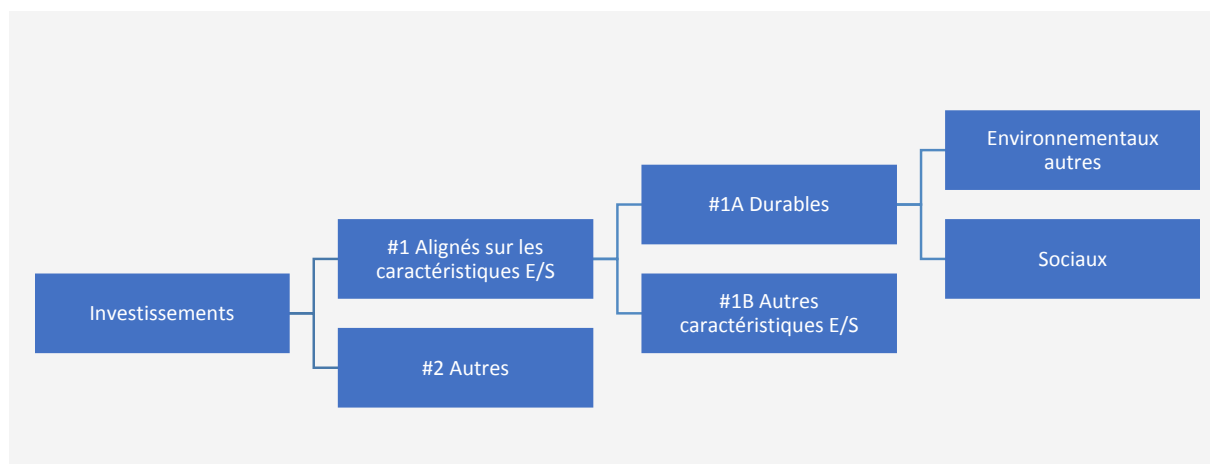 Investissements
#1 Alignés sur les
caractéristiques E/S
#2 Autres
#1A Durables
#1B Autres
caractéristiques E/S
Environnementaux
autres
Sociaux